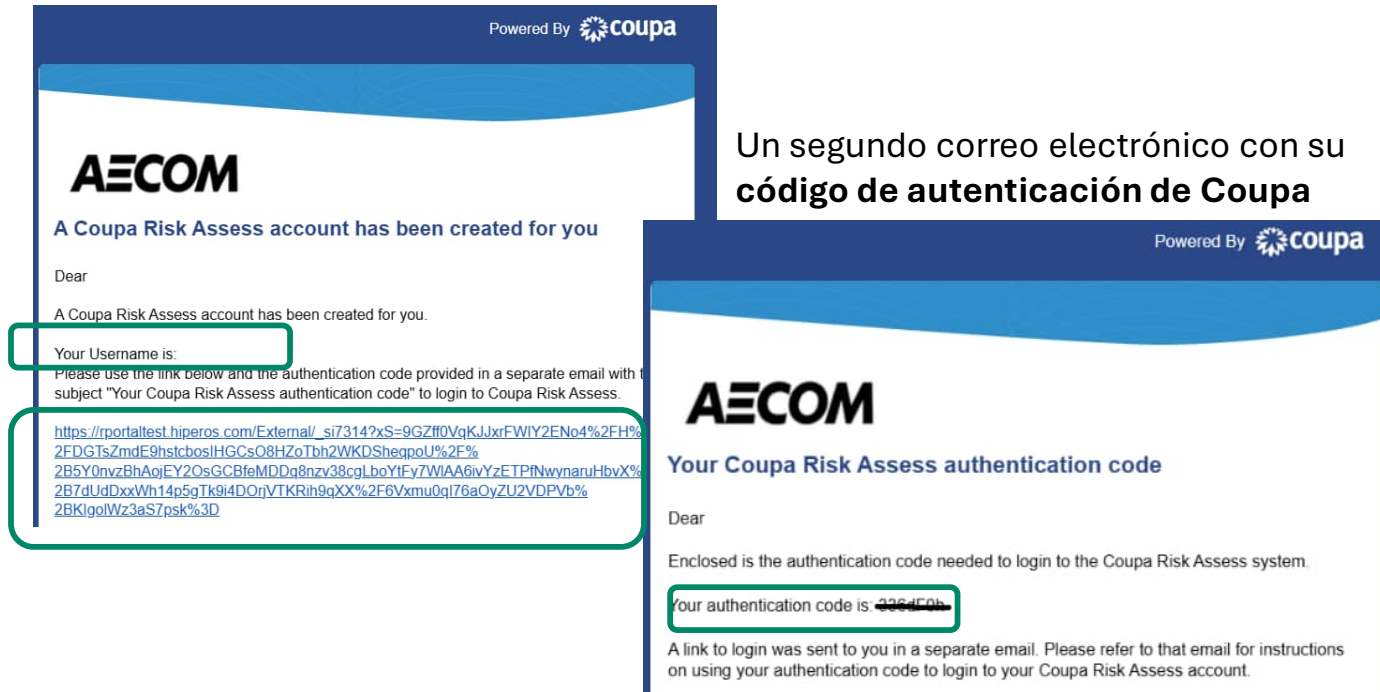 Powered By coupa
AECOM
A Coupa Risk Assess account has been created for you
Dear
A Coupa Risk Assess account has been created for you.
Your Username is:
Please use the link below and the authentication code provided in a separate email with
subject "Your Coupa Risk Assess authentication code" to login to Coupa Risk Assess.
https://rportaltest.hiperos.com/External/_si7314?xS=9GZff0VqKJJxrFWlY2ENo4%2FH%
2FDGTsZmdE9hstcboslHGCsO8HZoTbh2WKDSheqpoU%2F%
2B5Y0nvzBhAojEY2OsGCBfeMDDq8nzv38cgLboYtFy7WlAA6ivYzETPfNwynaruHbvX%
2B7dUdDxxWh14p5gTk9i4DOrjVTKRih9qXX%2F6Vxmu0qI76aOyZU2VDPVb%
2BKIgolWz3aS7psk%3D
Un segundo correo electrónico con su
código de autenticación de Coupa
Powered By coupa
AECOM
Your Coupa Risk Assess authentication code
Dear
Enclosed is the authentication code needed to login to the Coupa Risk Assess system.
Your authentication code is:
A link to login was sent to you in a separate email. Please refer to that email for instructions
on using your authentication code to login to your Coupa Risk Assess account.